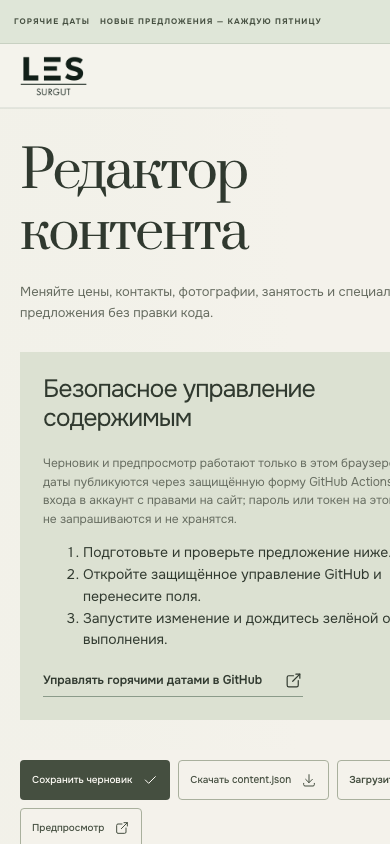 ГОРЯЧИЕ ДАТЫ НОВЫЕ ПРЕДЛОЖЕНИЯ — КАЖДУЮ ПЯТНИЦУ
LES
SURGUT
Редактор
контента
Меняйте цены, контакты, фотографии, занятость и специал
предложения без правки кода.
Безопасное управление
содержимым
Черновик и предпросмотр работают только в этом браузер
даты публикуются через защищённую форму GitHub Actions
входа в аккаунт с правами на сайт; пароль или токен на это
не запрашиваются и не хранятся.
1. Подготовьте и проверьте предложение ниже.
2. Откройте защищённое управление GitHub и
перенесите поля.
3. Запустите изменение и дождитесь зелёной о
выполнения.
Управлять горячими датами в GitHub
Сохранить черновик Скачать content.json Загрузи
Предпросмотр